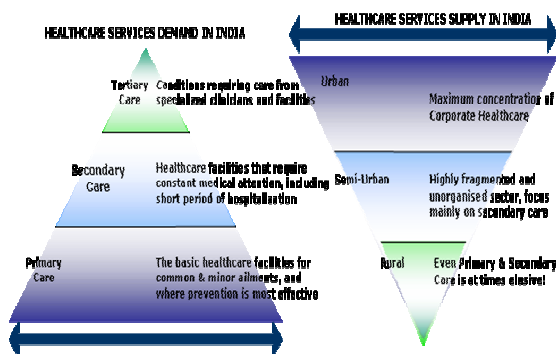 HEALTHCARE SERVICES DEMAND IN INDIA
Tertiary
Care
Conditions requiring care from
specialized clinicians and facilities
Secondary
Care
Healthcare facilities that require
constant medical attention, including
short period of hospitalisation
Primary
Care
The basic healthcare facilities for
common & minor ailments, and
where prevention is most effective
HEALTHCARE SERVICES SUPPLY IN INDIA
Urban
Maximum concentration of
Corporate Healthcare
Semi-Urban
Highly fragmented and
unorganised sector, focus
mainly on secondary care
Rural
Even Primary & Secondary
Care is at times elusive!